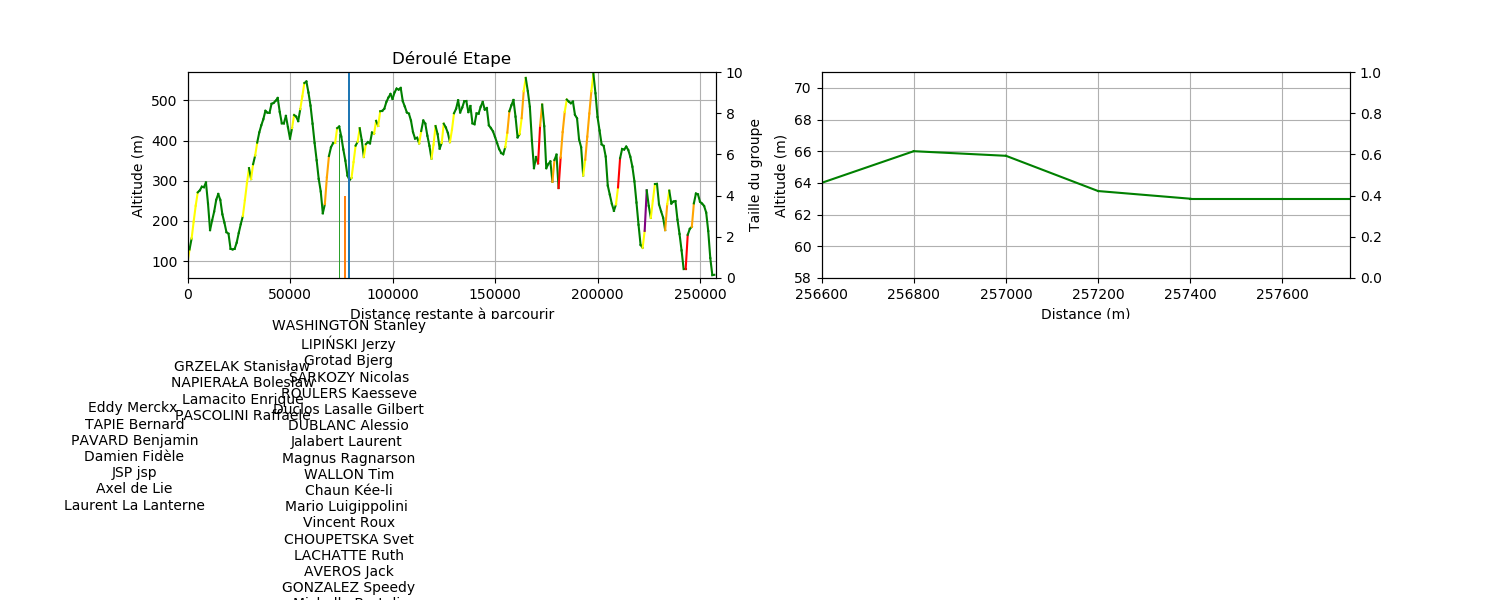 Déroulé Etape
500
400
300
200
100
Altitude (m)
10
8
6
4
2
0
Taille du groupe
0
50000
100000
150000
200000
250000
Distance restante à parcourir
70
68
66
64
62
60
58
Altitude (m)
1.0
0.8
0.6
0.4
0.2
0.0
256600
256800
257000
257200
257400
257600
Distance (m)
Eddy Merckx
TAPIE Bernard
PAVARD Benjamin
Damien Fidèle
JSP jsp
Axel de Lie
Laurent La Lanterne
GRZELAK Stanisław
NAPIERAŁA Bolesław
Lamacito Enrique
PASCOLINI Raffaele
WASHINGTON Stanley
LIPIŃSKI Jerzy
Grotad Bjerg
SARKOZY Nicolas
ROULERS Kaesseve
Duclos Lasalle Gilbert
DUBLANC Alessio
Jalabert Laurent
Magnus Ragnarson
WALLON Tim
Chaun Kée-li
Mario Luigippolini
Vincent Roux
CHOUPETSKA Svet
LACHATTE Ruth
AVEROS Jack
GONZALEZ Speedy